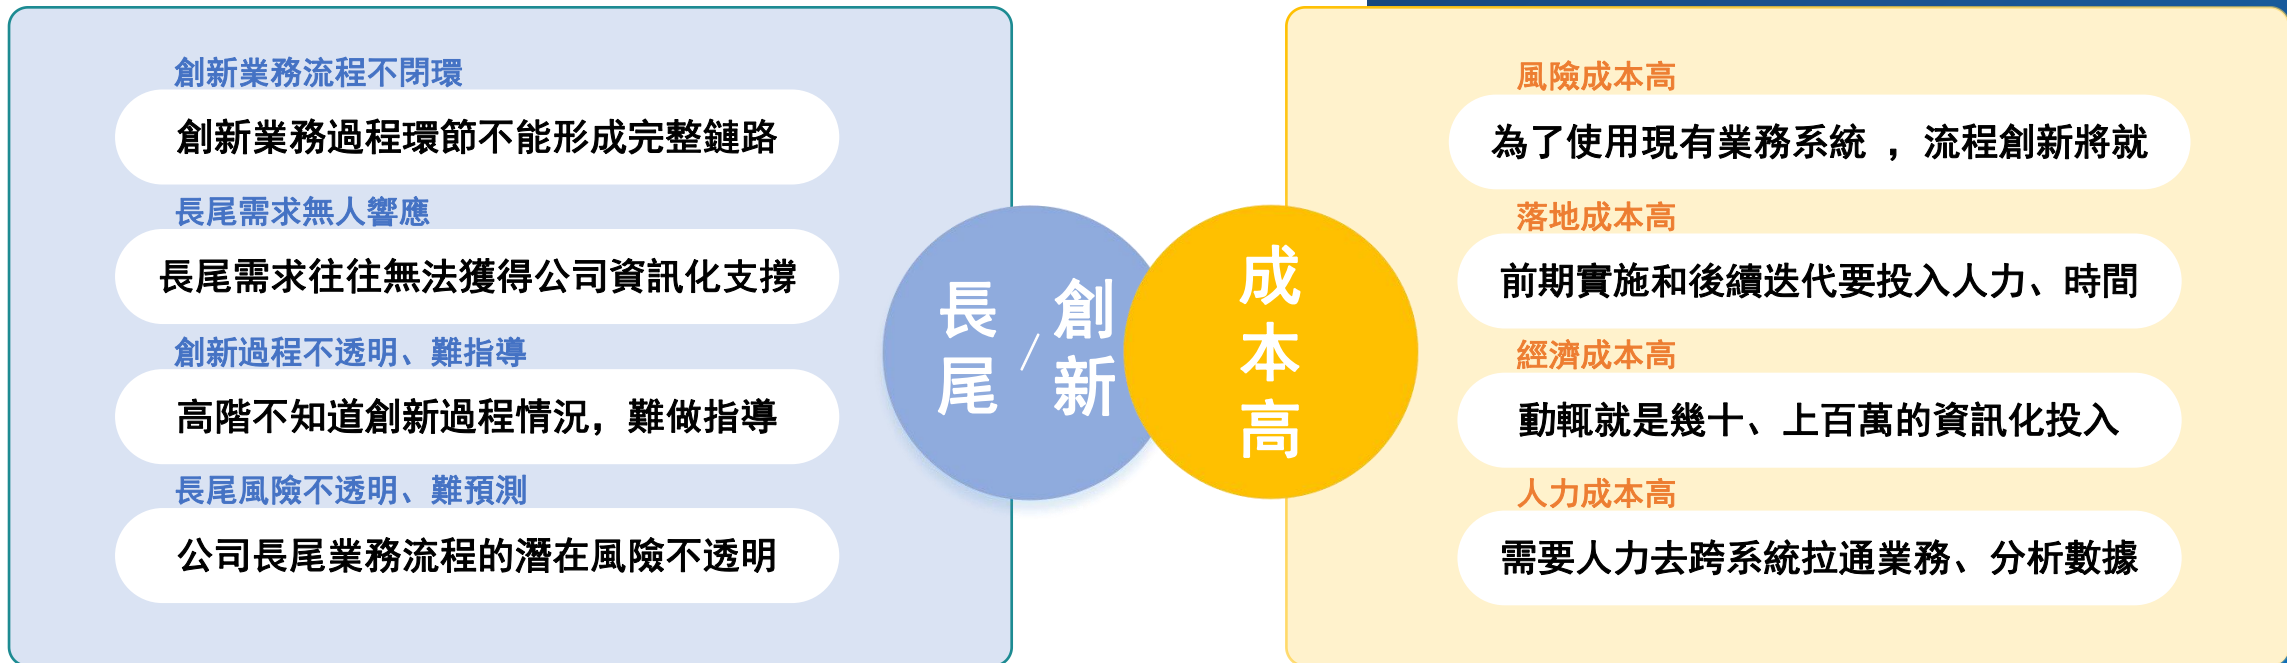 創新業務流程不閉環
創新業務過程環節不能形成完整鏈路
長尾需求無人響應
長尾需求往往無法獲得公司資訊化支撐
創新過程不透明、難指導
高階不知道創新過程情況，難做指導
長尾風險不透明、難預測
公司長尾業務流程的潛在風險不透明
長尾/創新
成本高
風險成本高
為了使用現有業務系統 ，流程創新將就
落地成本高
前期實施和後續迭代要投入人力、時間
經濟成本高
動輒就是幾十、上百萬的資訊化投入
人力成本高
需要人力去跨系統拉通業務、分析數據